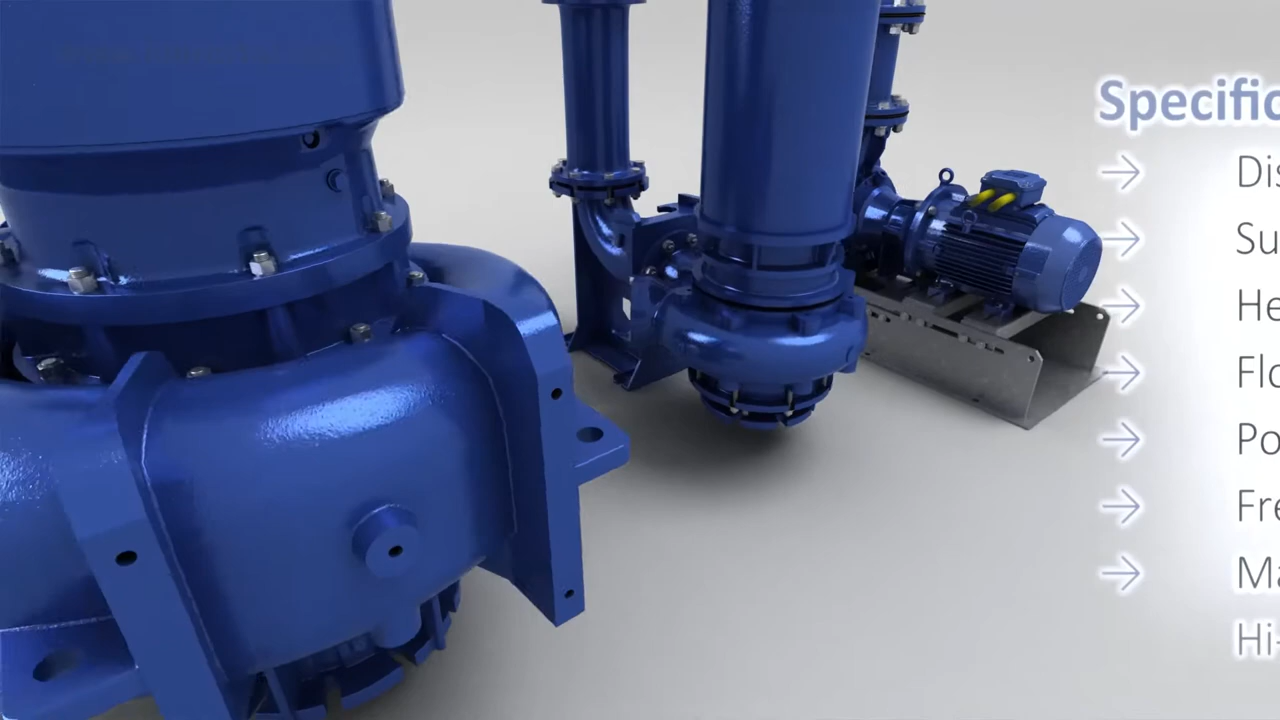 Specific
→ Dis
→ Su
→ He
→ Flo
→ Po
→ Fre
→ Ma
Hi-